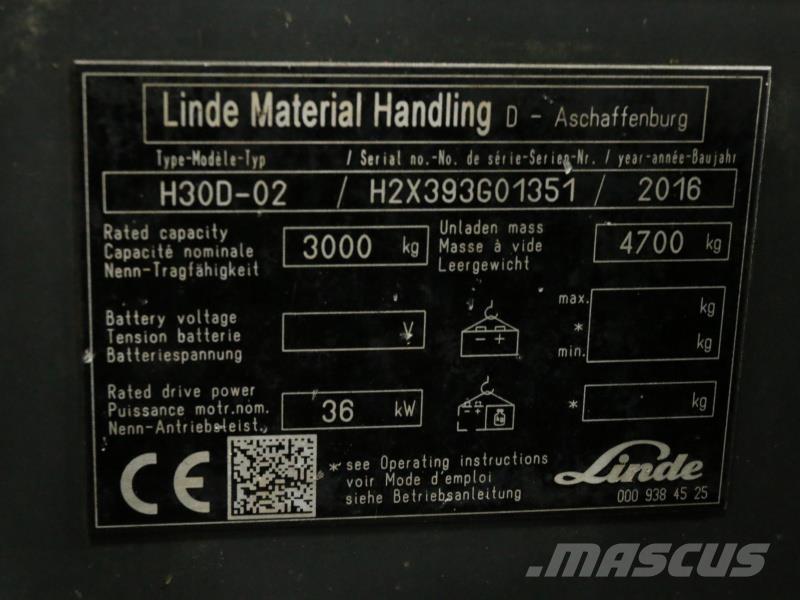 Linde Material Handling D - Aschaffenburg
Type-Modèle-Typ / Serial no.-No. de série-Serien-Nr. / year-année-Baujahr
H30D-02 / H2X393G01351 / 2016
Rated capacity
Capacité nominale
Nenn-Tragfähigkeit
3000 kg
Unladen mass
Masse à vide
Leergewicht
4700 kg
Battery voltage
Tension batterie
Batteriespannung
V
- +
max. kg
*
min. kg
Rated drive power
Puissance motr.nom.
Nenn-Antriebsleist.
36 kW
* kg
CE
* see Operating instructions
voir Mode d'emploi
siehe Betriebsanleitung
Linde
000 938 45 25
MASCUS